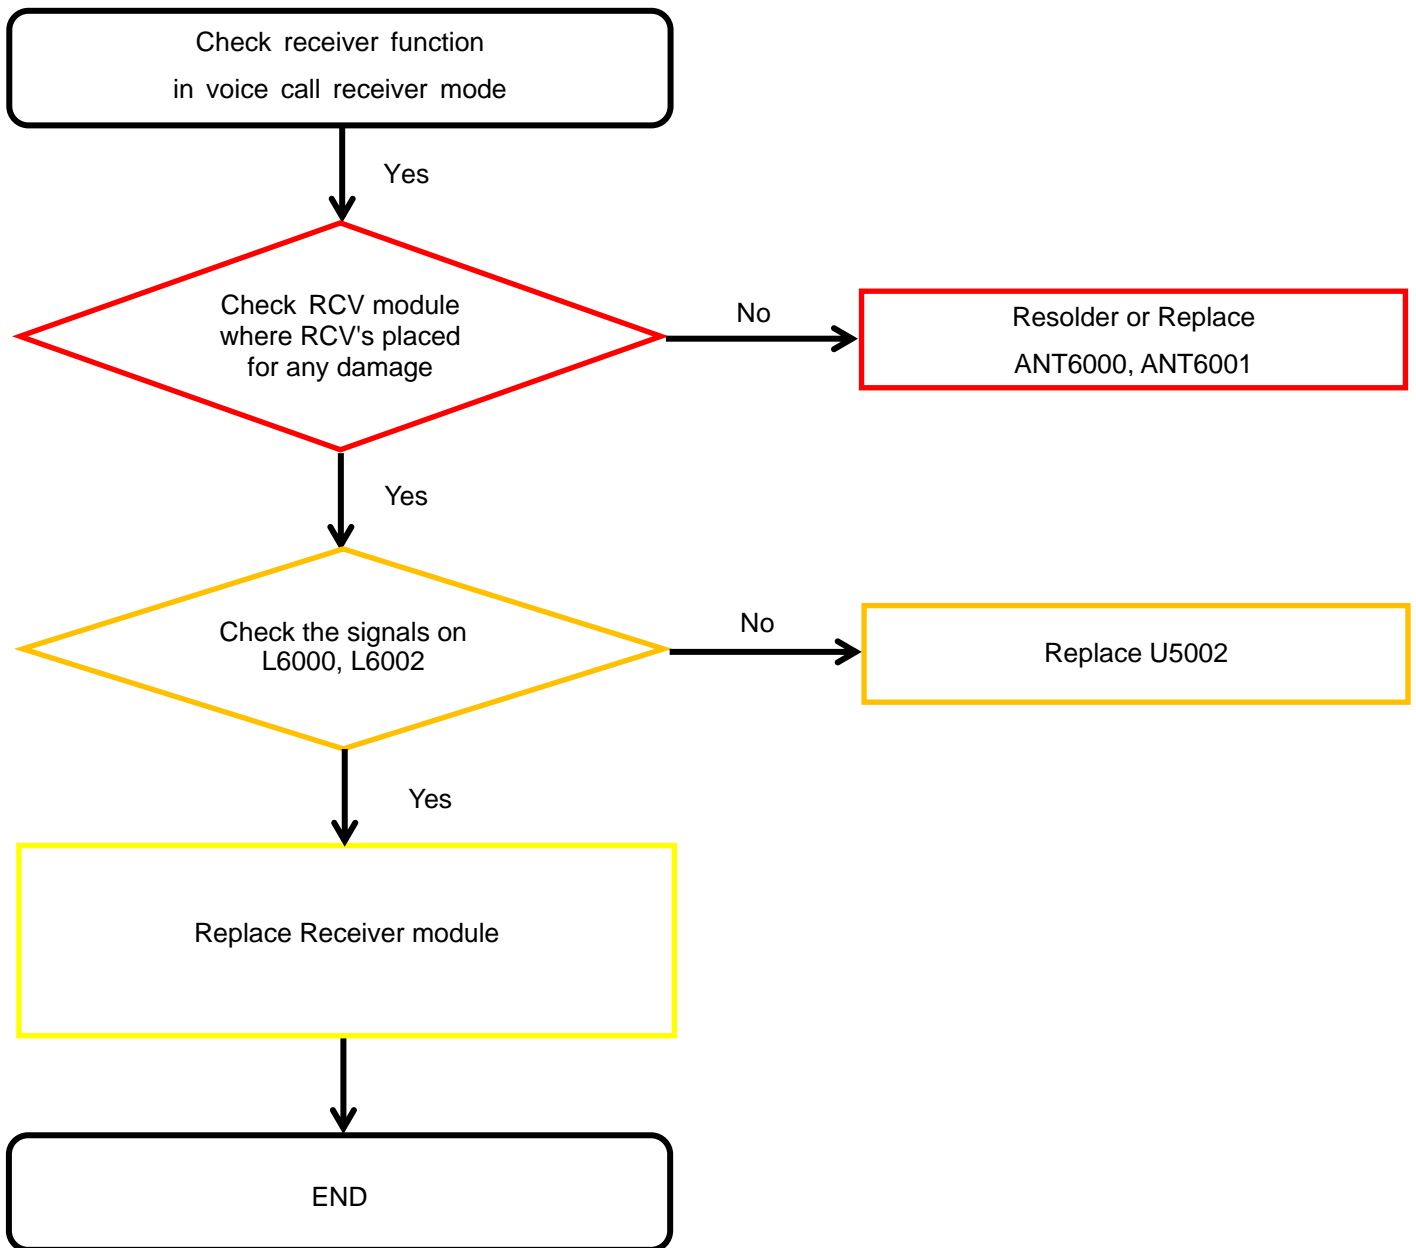 Check receiver function
in voice call receiver mode
Yes
Check RCV module
where RCV's placed
for any damage
No
Resolder or Replace
ANT6000, ANT6001
Yes
Check the signals on
L6000, L6002
No
Replace U5002
Yes
Replace Receiver module
END